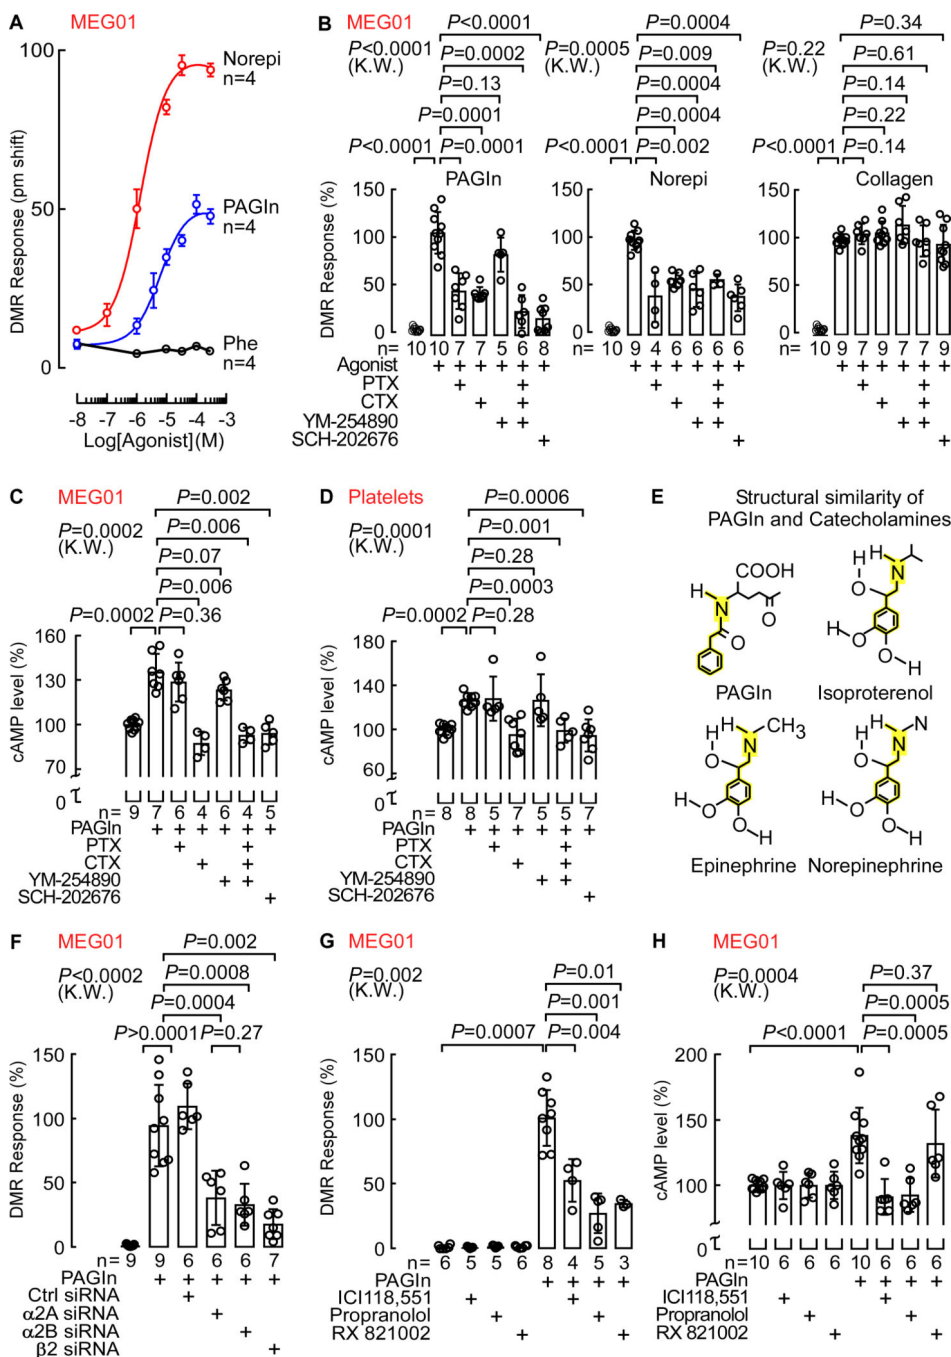 A MEG01
DMR Response (pm shift)
100
50
0
Norepi
n=4
PAGln
n=4
Phe
n=4
-8 -7 -6 -5 -4 -3
Log[Agonist](M)
B MEG01
P<0.0001
(K.W.)
P<0.0001
P=0.0002
P=0.13
P=0.0001
P<0.0001 P=0.0001
PAGln
P=0.0005
(K.W.)
P=0.0004
P=0.009
P=0.0004
P=0.0004
P<0.0001 P=0.002
Norepi
P=0.22
(K.W.)
P=0.34
P=0.61
P=0.14
P=0.22
P<0.0001 P=0.14
Collagen
DMR Response (%)
150 150 150
100 100 100
50 50 50
0 0 0
n= 10 10 7 7 5 6 8 n= 10 9 4 6 6 6 6 n= 10 9 7 9 7 7 9
Agonist + + + + + + + + + + + + + + + + + +
PTX + + + + + +
CTX + + + + + +
YM-254890 + + + + + +
SCH-202676 + + +
C MEG01
P=0.0002
(K.W.)
P=0.002
P=0.006
P=0.07
P=0.006
P=0.0002 P=0.36
cAMP level (%)
160
130
100
70
0
n= 9 7 6 4 6 4 5
PAGln + + + + + +
PTX + +
CTX + +
YM-254890 + +
SCH-202676 +
D Platelets
P=0.0001
(K.W.)
P=0.0006
P=0.001
P=0.28
P=0.0003
P=0.0002 P=0.28
cAMP level (%)
180
140
100
60
0
n= 8 8 5 7 5 5 7
PAGln + + + + + +
PTX + +
CTX + +
YM-254890 + +
SCH-202676 +
E Structural similarity of
PAGln and Catecholamines
COOH
H
N
O
PAGln
H
H N
O
O
H O-H
Isoproterenol
H CH3
H N
O
O
H O-H
Epinephrine
H N
H N
O
O
H O-H
Norepinephrine
F MEG01
P<0.0002
(K.W.)
P=0.002
P=0.0008
P=0.0004
P>0.0001 P=0.27
DMR Response (%)
150
100
50
0
n= 9 9 6 6 6 7
PAGln + + + + +
Ctrl siRNA +
α2A siRNA +
α2B siRNA +
β2 siRNA +
G MEG01
P=0.002
(K.W.)
P=0.01
P=0.001
P=0.0007 P=0.004
DMR Response (%)
150
100
50
0
n= 6 5 5 6 8 4 5 3
PAGln + + + +
ICI118,551 + +
Propranolol + +
RX 821002 + +
H MEG01
P=0.0004
(K.W.)
P=0.37
P=0.0005
P<0.0001 P=0.0005
cAMP level (%)
200
150
100
0
n= 10 6 6 6 10 6 6 6
PAGln + + + +
ICI118,551 + +
Propranolol + +
RX 821002 + +